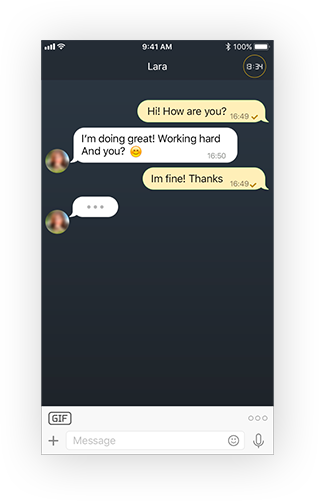 9:41 AM
100%
Lara
13:34
Hi! How are you?
16:49
I'm doing great! Working hard
And you?
16:50
Im fine! Thanks
16:49
GIF
Message